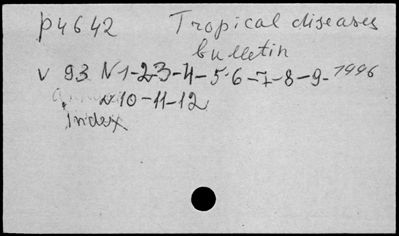 P4642 Tropical diseases
bulletin
V 93 N1-2-3-4-5-6-7-8-9- 1996
N10-11-12
Index